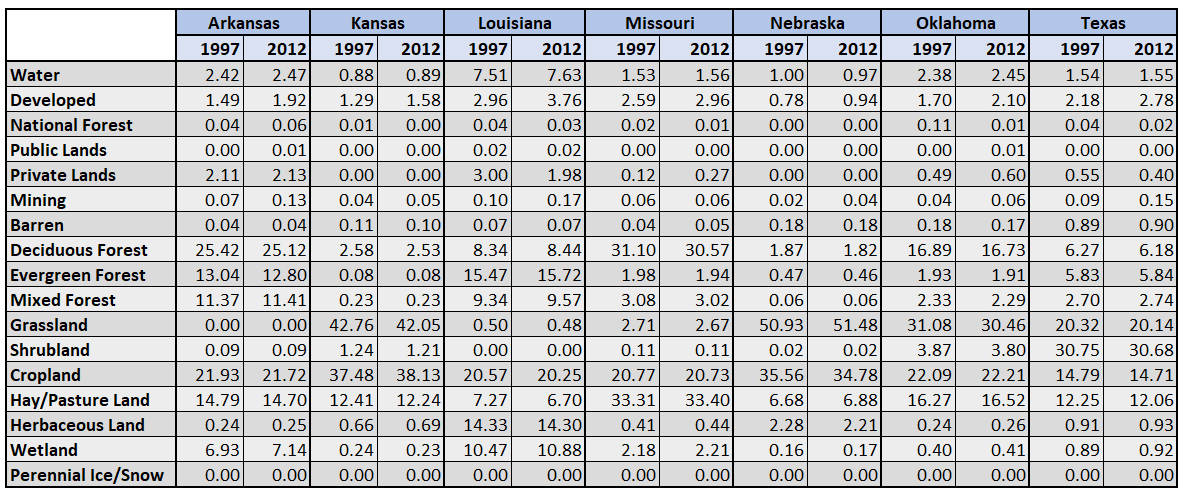 Arkansas Kansas Louisiana Missouri Nebraska Oklahoma Texas
1997 2012 1997 2012 1997 2012 1997 2012 1997 2012 1997 2012 1997 2012
Water 2.42 2.47 0.88 0.89 7.51 7.63 1.53 1.56 1.00 0.97 2.38 2.45 1.54 1.55
Developed 1.49 1.92 1.29 1.58 2.96 3.76 2.59 2.96 0.78 0.94 1.70 2.10 2.18 2.78
National Forest 0.04 0.06 0.01 0.00 0.04 0.03 0.02 0.01 0.00 0.00 0.11 0.01 0.04 0.02
Public Lands 0.00 0.01 0.00 0.00 0.02 0.02 0.00 0.00 0.00 0.00 0.00 0.01 0.00 0.00
Private Lands 2.11 2.13 0.00 0.00 3.00 1.98 0.12 0.27 0.00 0.00 0.49 0.60 0.55 0.40
Mining 0.07 0.13 0.04 0.05 0.10 0.17 0.06 0.06 0.02 0.04 0.04 0.06 0.09 0.15
Barren 0.04 0.04 0.11 0.10 0.07 0.07 0.04 0.05 0.18 0.18 0.18 0.17 0.89 0.90
Deciduous Forest 25.42 25.12 2.58 2.53 8.34 8.44 31.10 30.57 1.87 1.82 16.89 16.73 6.27 6.18
Evergreen Forest 13.04 12.80 0.08 0.08 15.47 15.72 1.98 1.94 0.47 0.46 1.93 1.91 5.83 5.84
Mixed Forest 11.37 11.41 0.23 0.23 9.34 9.57 3.08 3.02 0.06 0.06 2.33 2.29 2.70 2.74
Grassland 0.00 0.00 42.76 42.05 0.50 0.48 2.71 2.67 50.93 51.48 31.08 30.46 20.32 20.14
Shrubland 0.09 0.09 1.24 1.21 0.00 0.00 0.11 0.11 0.02 0.02 3.87 3.80 30.75 30.68
Cropland 21.93 21.72 37.48 38.13 20.57 20.25 20.77 20.73 35.56 34.78 22.09 22.21 14.79 14.71
Hay/Pasture Land 14.79 14.70 12.41 12.24 7.27 6.70 33.31 33.40 6.68 6.88 16.27 16.52 12.25 12.06
Herbaceous Land 0.24 0.25 0.66 0.69 14.33 14.30 0.41 0.44 2.28 2.21 0.24 0.26 0.91 0.93
Wetland 6.93 7.14 0.24 0.23 10.47 10.88 2.18 2.21 0.16 0.17 0.40 0.41 0.89 0.92
Perennial Ice/Snow 0.00 0.00 0.00 0.00 0.00 0.00 0.00 0.00 0.00 0.00 0.00 0.00 0.00 0.00